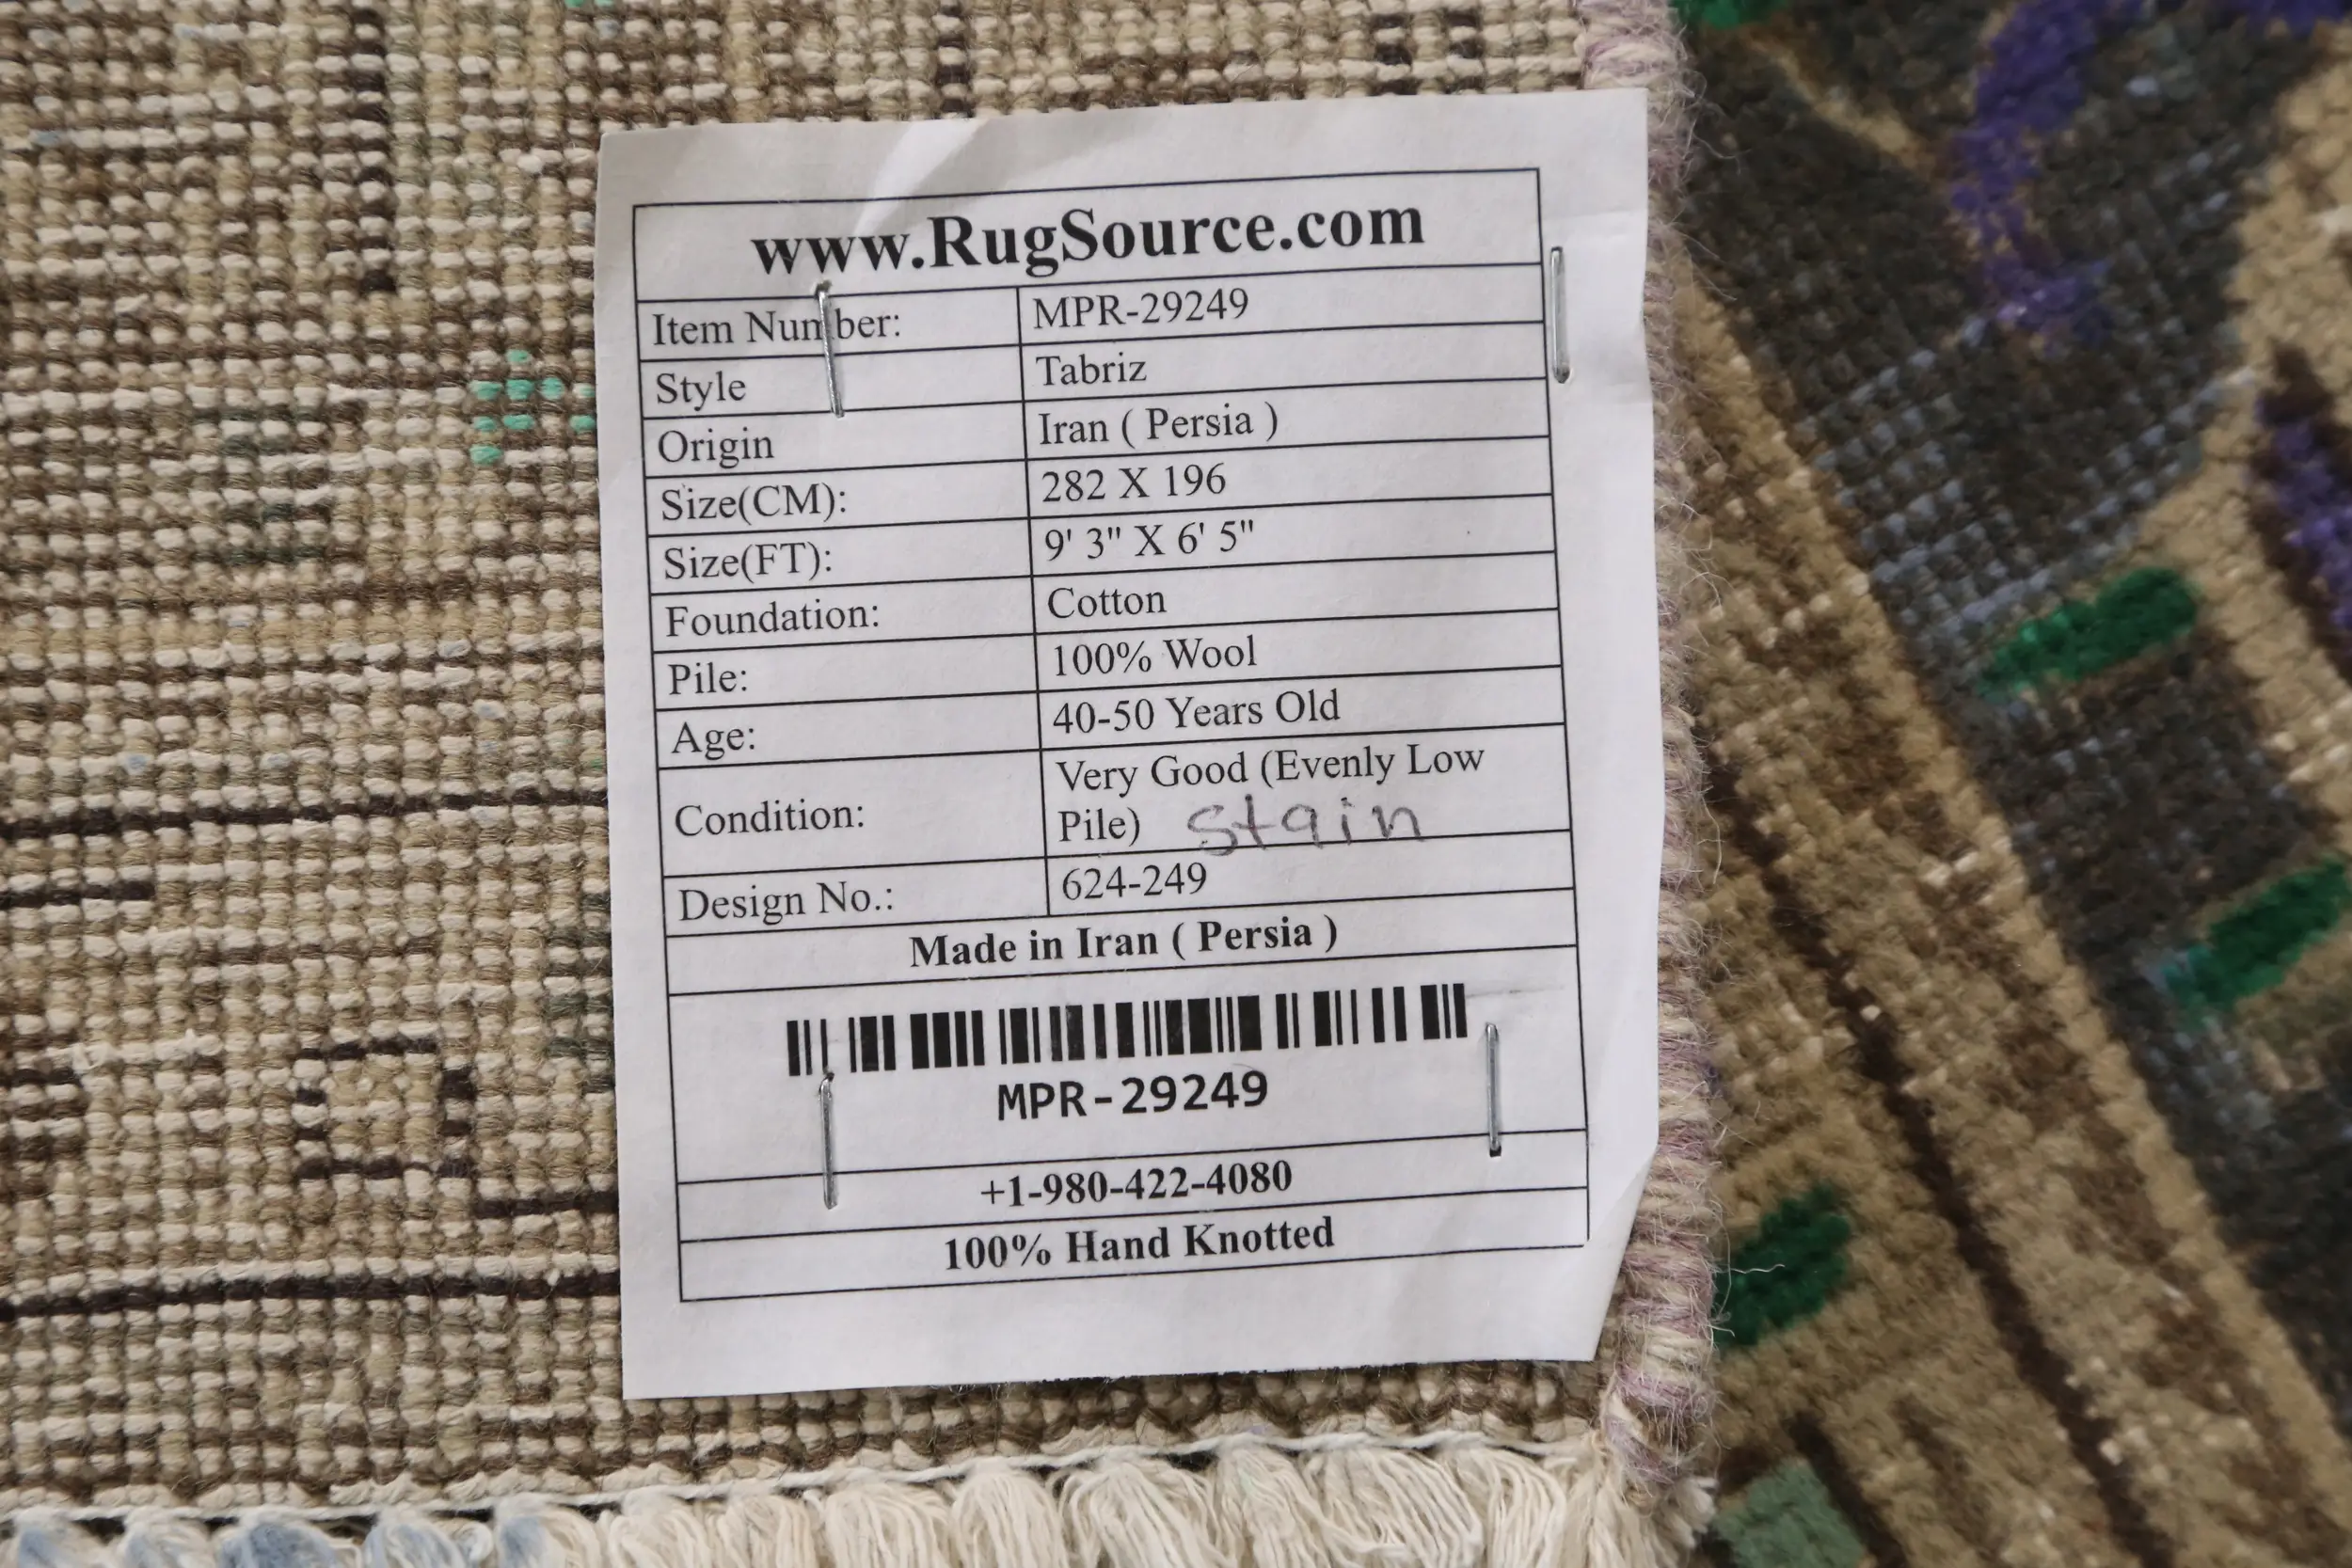 www.RugSource.com
Item Number: MPR-29249
Style Tabriz
Origin Iran ( Persia )
Size(CM): 282 X 196
Size(FT): 9' 3" X 6' 5"
Foundation: Cotton
Pile: 100% Wool
Age: 40-50 Years Old
Condition: Very Good (Evenly Low
Pile) Stain
Design No.: 624-249
Made in Iran ( Persia )
MPR-29249
+1-980-422-4080
100% Hand Knotted